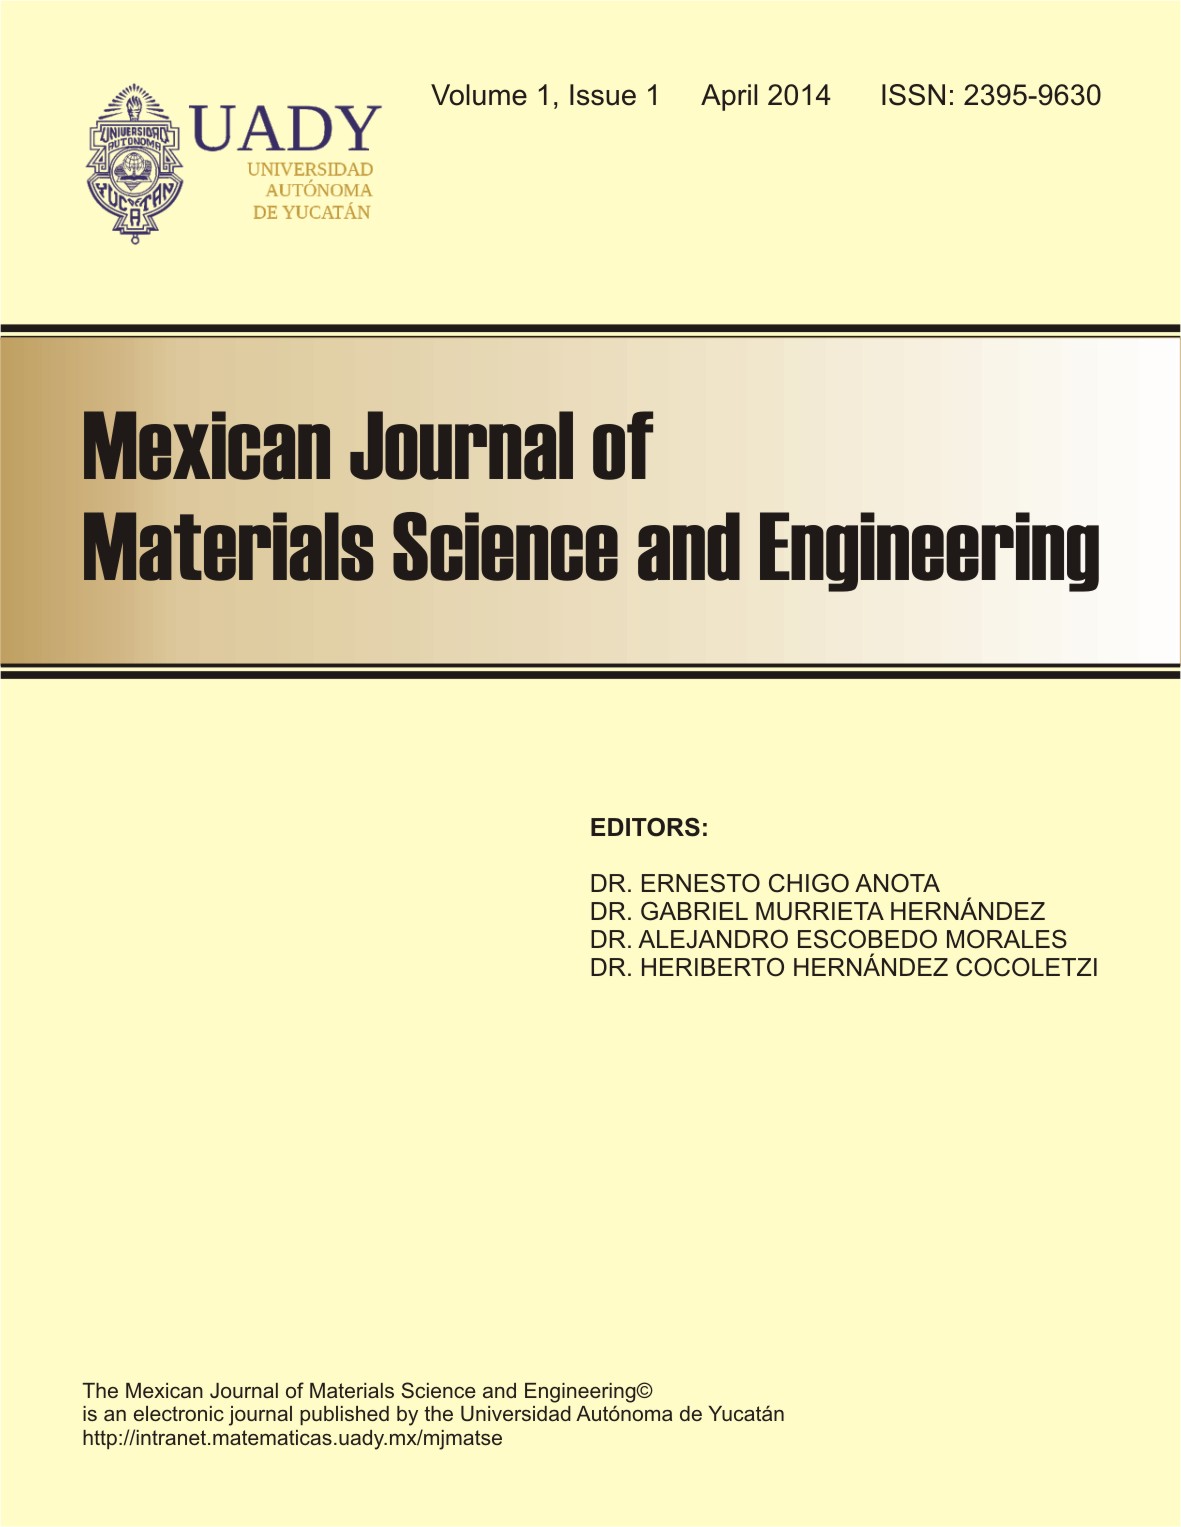 UNIVERSIDAD
AUTONOMA
YUCATAN
UADY
UNIVERSIDAD
AUTÓNOMA
DE YUCATÁN
Volume 1, Issue 1 April 2014 ISSN: 2395-9630
Mexican Journal of
Materials Science and Engineering
EDITORS:
DR. ERNESTO CHIGO ANOTA
DR. GABRIEL MURRIETA HERNÁNDEZ
DR. ALEJANDRO ESCOBEDO MORALES
DR. HERIBERTO HERNÁNDEZ COCOLETZI
The Mexican Journal of Materials Science and Engineering©
is an electronic journal published by the Universidad Autónoma de Yucatán
http://intranet.matematicas.uady.mx/mjmatse